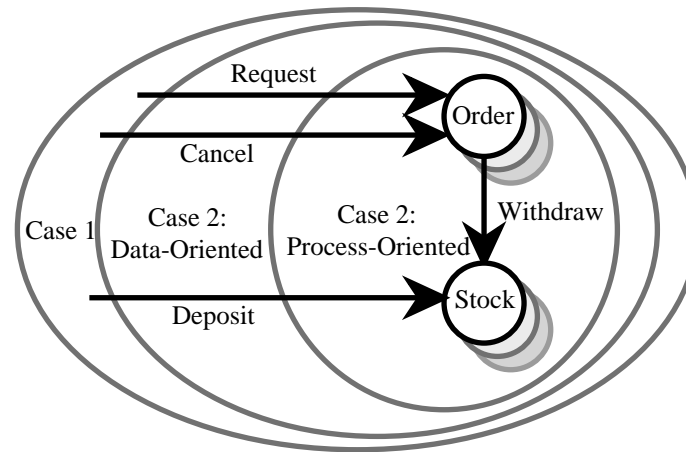 Request
Order
Cancel
Case 1
Case 2:
Data-Oriented
Case 2:
Process-Oriented
Withdraw
Stock
Deposit